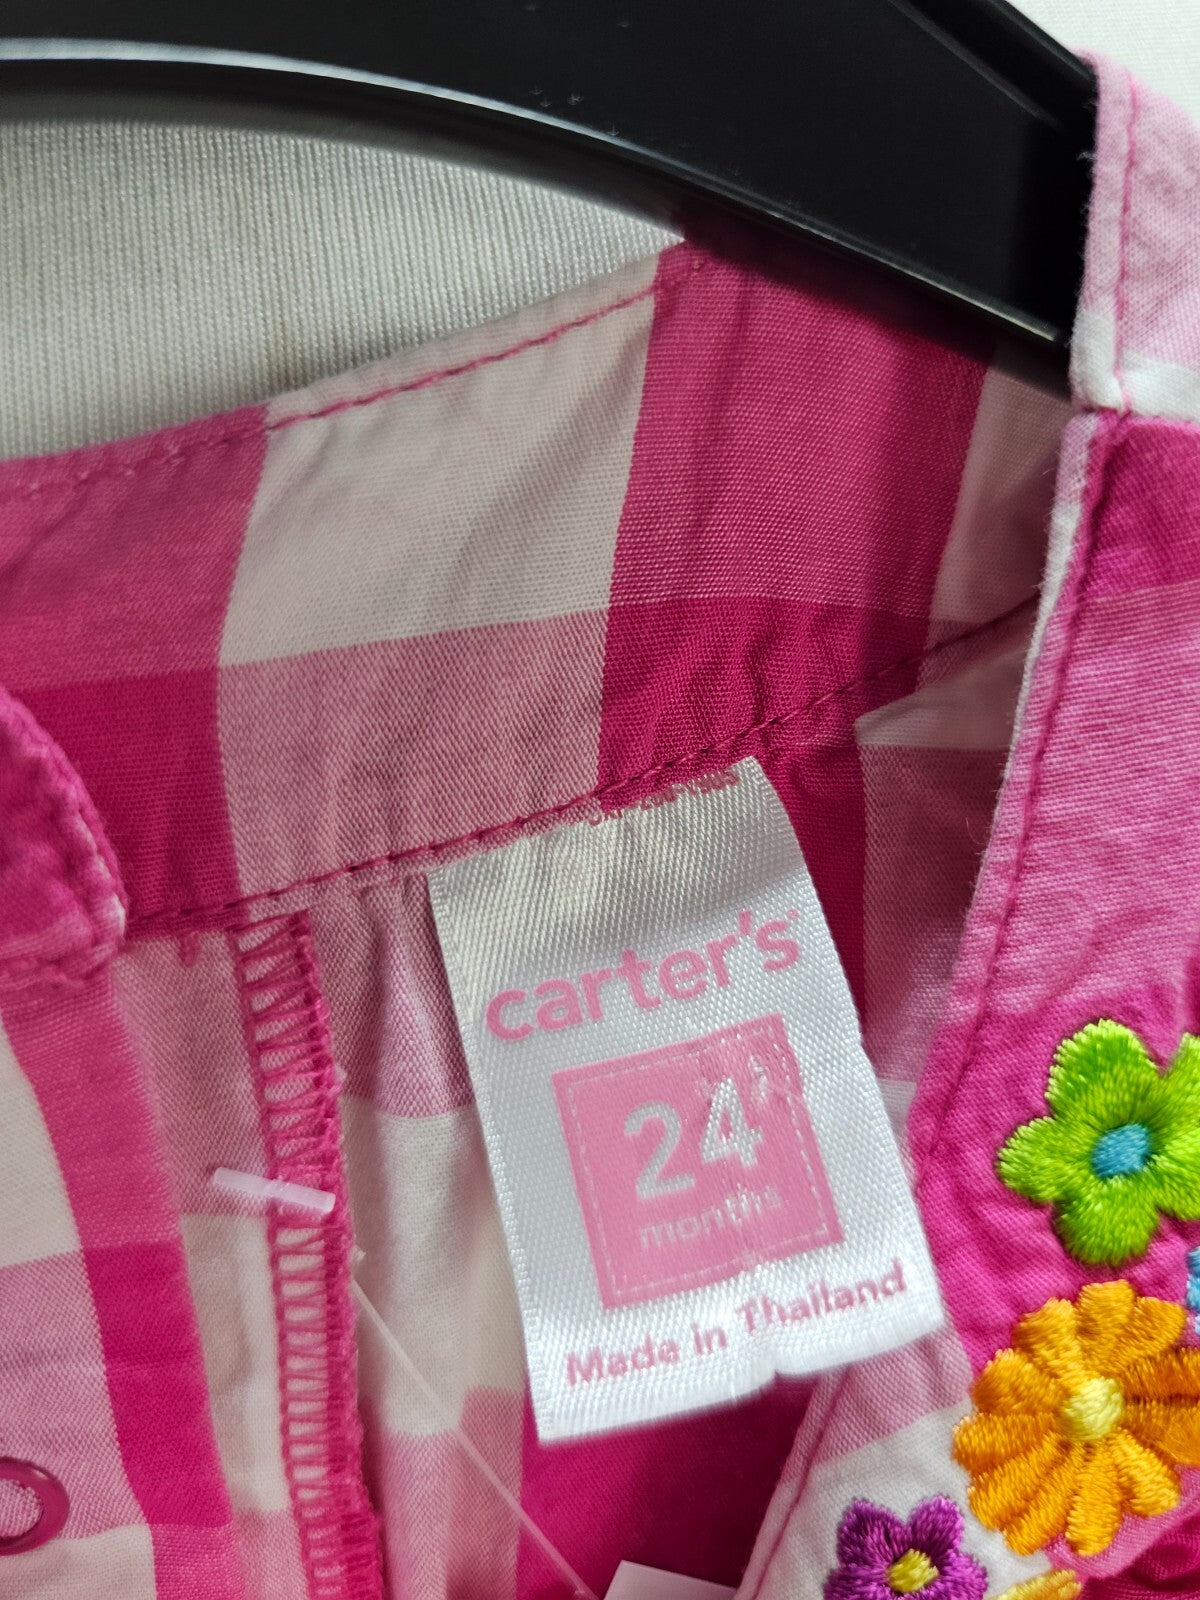 carter's
24
months
Made in Thailand